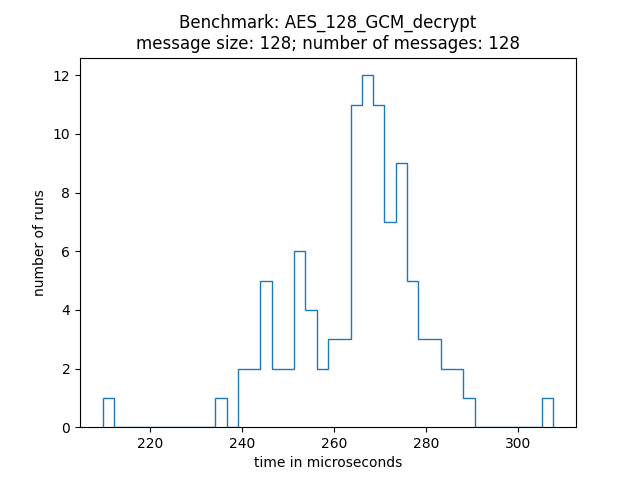 Benchmark: AES_128_GCM_decrypt
message size: 128; number of messages: 128
12
10
8
6
4
2
0
number of runs
220 240 260 280 300
time in microseconds